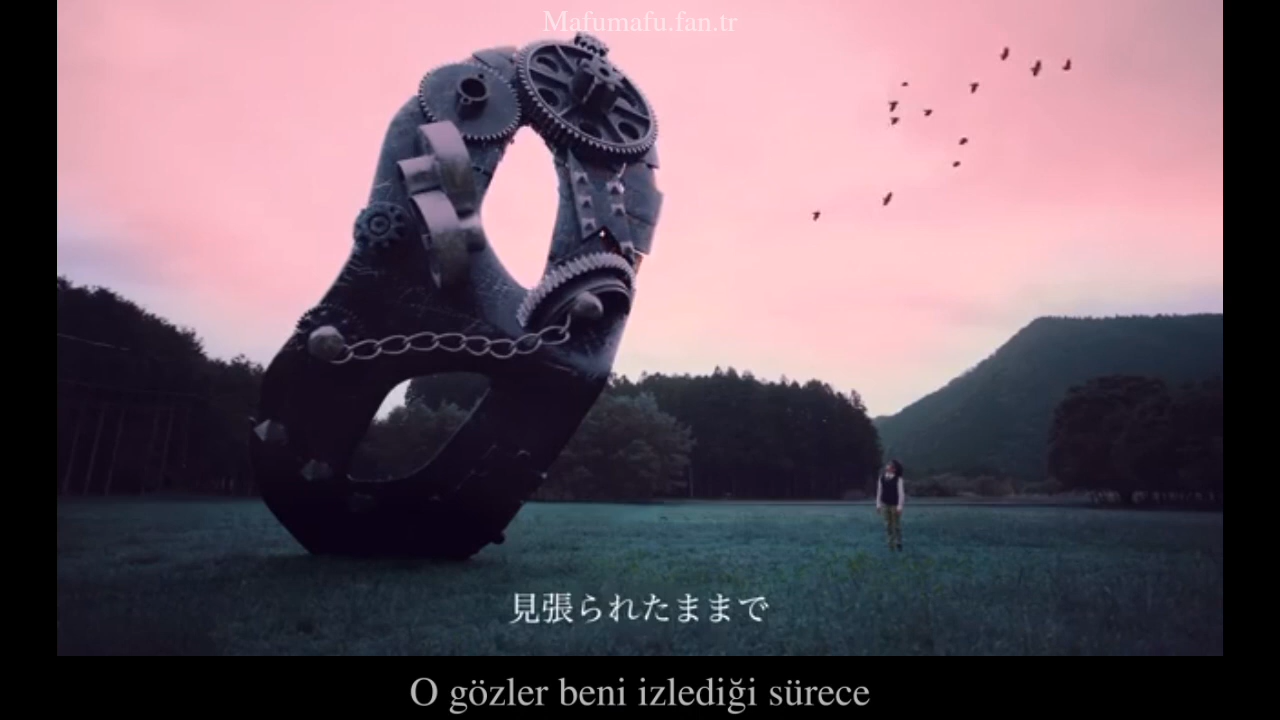 Mafumafu.fan.tr
見張られたままで
O gözler beni izlediği sürece